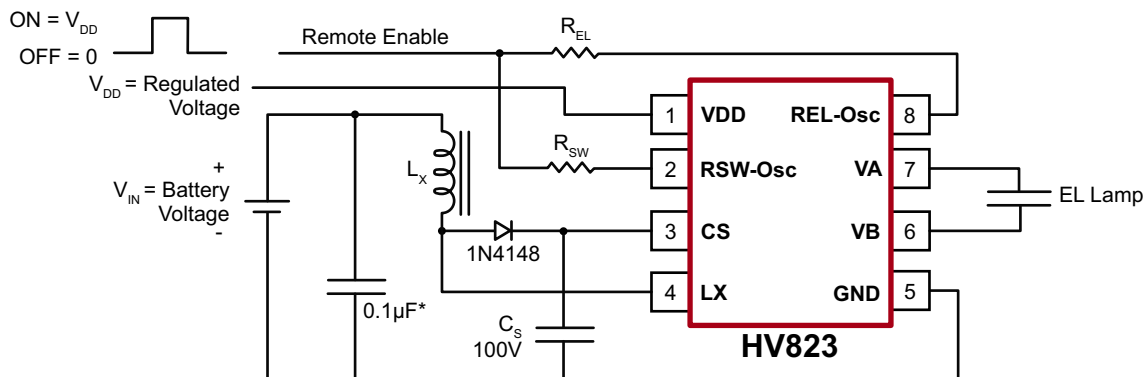 ON = VDD
OFF = 0
Remote Enable
REL
VDD = Regulated
Voltage
1
VDD
REL-Osc
8
RSW
2
RSW-Osc
VA
7
LX
+
VIN = Battery
Voltage
-
EL Lamp
3
CS
VB
6
1N4148
4
LX
GND
5
0.1µF*
CS
100V
HV823